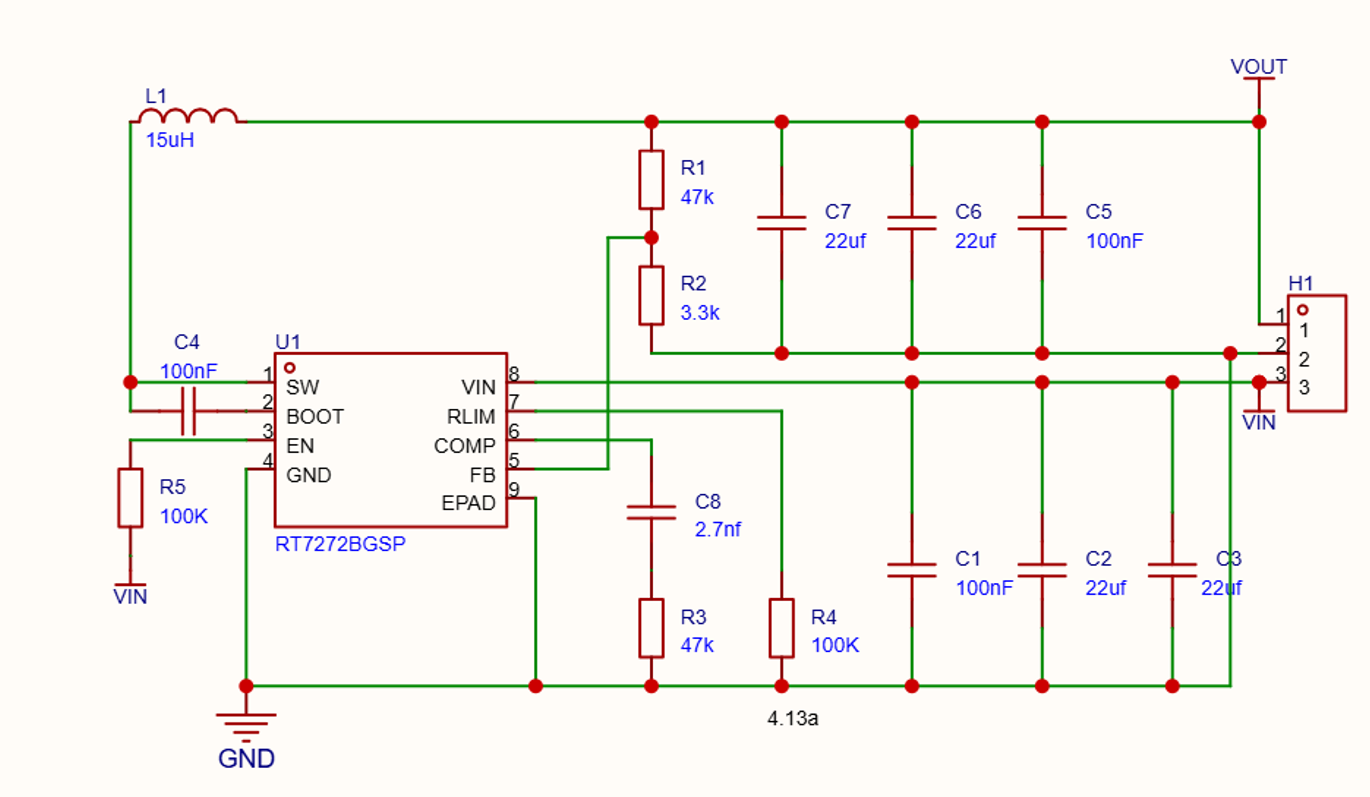 VOUT
L1
15uH
R1
47k
C7
22uf
C6
22uf
C5
100nF
R2
3.3k
H1
1
1
2
2
3
3
VIN
C4
100nF
U1
1
SW
VIN
8
2
BOOT
RLIM
7
3
EN
COMP
6
4
GND
FB
5
EPAD
9
RT7272BGSP
R5
100K
VIN
C8
2.7nf
C1
100nF
C2
22uf
C3
22uf
R3
47k
R4
100K
4.13a
GND